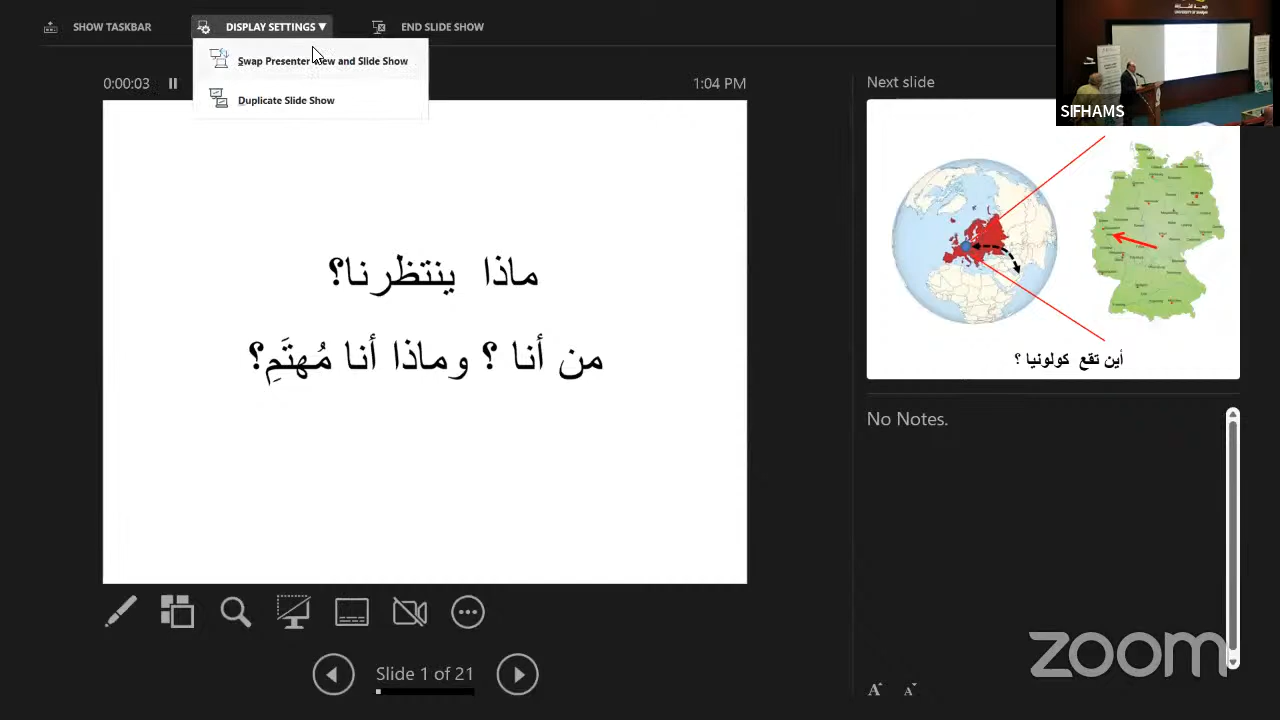 SHOW TASKBAR
DISPLAY SETTINGS ▼
END SLIDE SHOW
Swap Presenter View and Slide Show
Duplicate Slide Show
0:00:03
1:04 PM
ماذا ينتظرنا؟
من أنا ؟ وماذا أنا مُهتَمِ؟
Next slide
أين تقع كولونيا ؟
No Notes.
SIFHAMS
Slide 1 of 21
A A
zoom